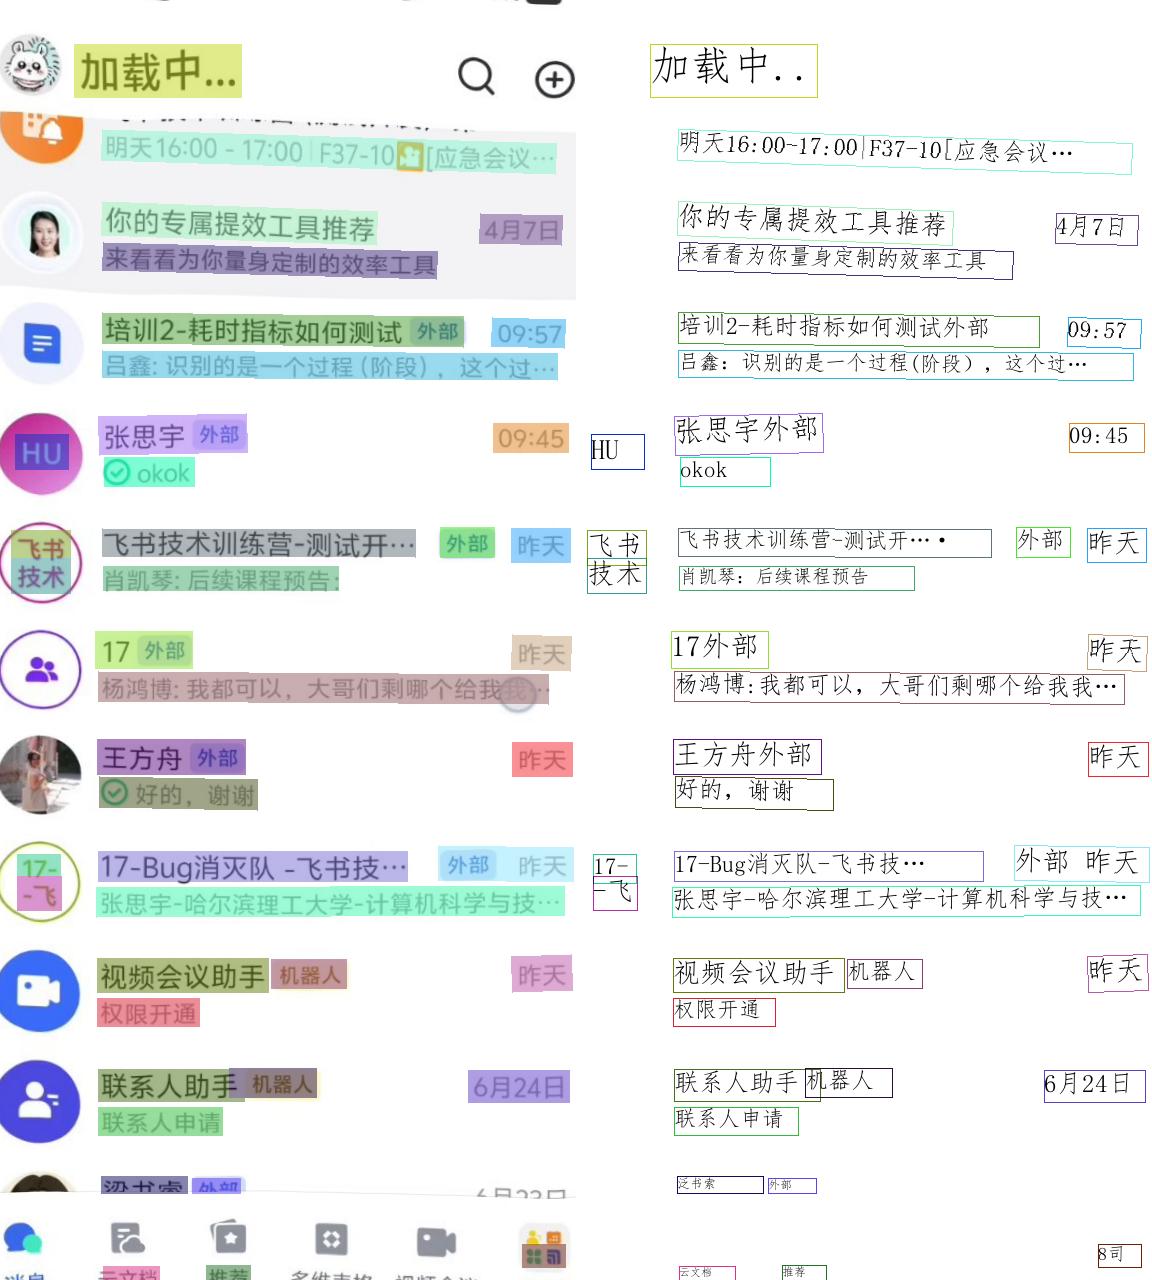 加载中...
加载中..
明天16:00 - 17:00 | F37-10[应急会议…
明天16:00-17:00|F37-10[应急会议…
你的专属提效工具推荐 4月7日
你的专属提效工具推荐 4月7日
来看看为你量身定制的效率工具
来看看为你量身定制的效率工具
培训2-耗时指标如何测试 外部 09:57
培训2-耗时指标如何测试外部 09:57
吕鑫: 识别的是一个过程 (阶段) ，这个过…
吕鑫: 识别的是一个过程(阶段) ，这个过…
HU 张思宇 外部 09:45
HU 张思宇外部 09:45
okok
okok
飞书 飞书技术训练营-测试开… 外部 昨天
飞书 飞书技术训练营-测试开…• 外部 昨天
技术 肖凯琴: 后续课程预告:
技术 肖凯琴: 后续课程预告
17 外部 昨天
17外部 昨天
杨鸿博: 我都可以，大哥们剩哪个给我我…
杨鸿博:我都可以，大哥们剩哪个给我我…
王方舟 外部 昨天
王方舟外部 昨天
好的，谢谢
好的，谢谢
17- 17-Bug消灭队 -飞书技… 外部 昨天
17- 17-Bug消灭队-飞书技… 外部 昨天
-飞 张思宇-哈尔滨理工大学-计算机科学与技…
-飞 张思宇-哈尔滨理工大学-计算机科学与技…
视频会议助手 机器人 昨天
视频会议助手 机器人 昨天
权限开通
权限开通
联系人助手 机器人 6月24日
联系人助手 机器人 6月24日
联系人申请
联系人申请
外部 6月23日
泛书索 外部
8司
消息 云文档 推荐 多维表格 视频会议
云文档 推荐